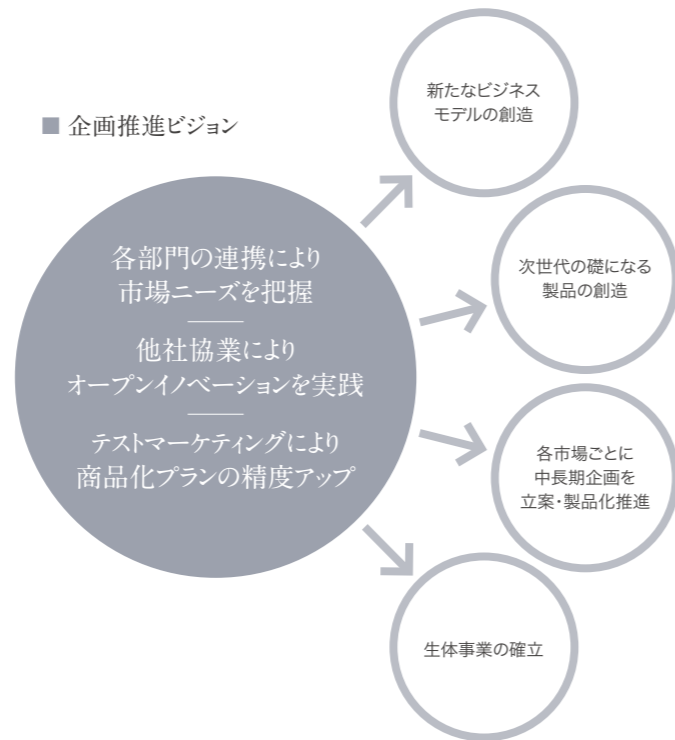 ■ 企画推進ビジョン
各部門の連携により
市場ニーズを把握
他社協業により
オープンイノベーションを実践
テストマーケティングにより
商品化プランの精度アップ
新たなビジネス
モデルの創造
次世代の礎になる
製品の創造
各市場ごとに
中長期企画を
立案・製品化推進
生体事業の確立